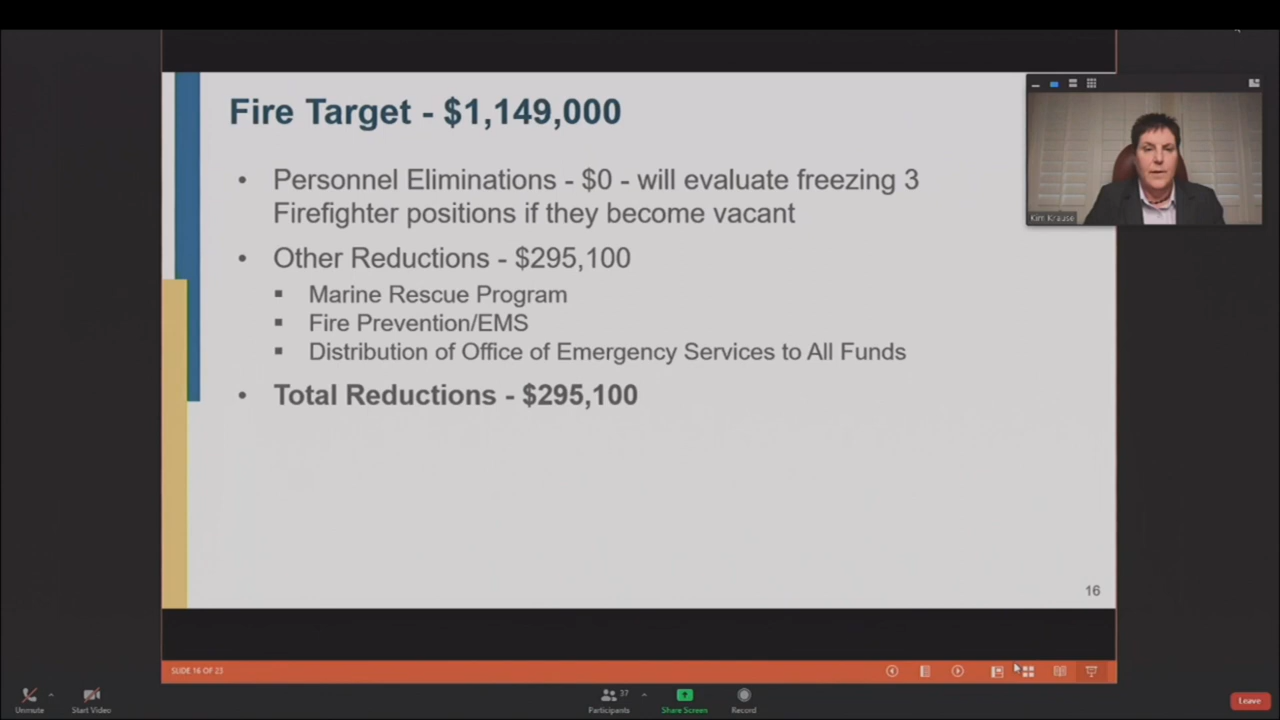 Fire Target - $1,149,000
• Personnel Eliminations - $0 - will evaluate freezing 3
Firefighter positions if they become vacant
• Other Reductions - $295,100
▪ Marine Rescue Program
▪ Fire Prevention/EMS
▪ Distribution of Office of Emergency Services to All Funds
• Total Reductions - $295,100
Kim Krause
16
SLIDE 16 OF 23
Unmute
Start Video
37
Participants
Share Screen
Record
Leave